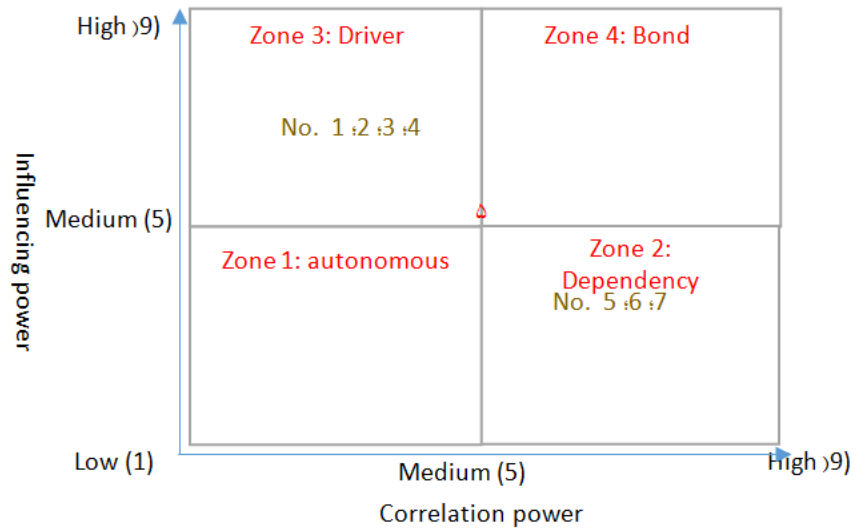 High )9)
Zone 3: Driver
Zone 4: Bond
No. 1 ؛2 ؛3 ؛4
Influencing power
Medium (5)
۵
Zone 1: autonomous
Zone 2:
Dependency
No. 5 ؛6 ؛7
Low (1)
Medium (5)
High )9)
Correlation power